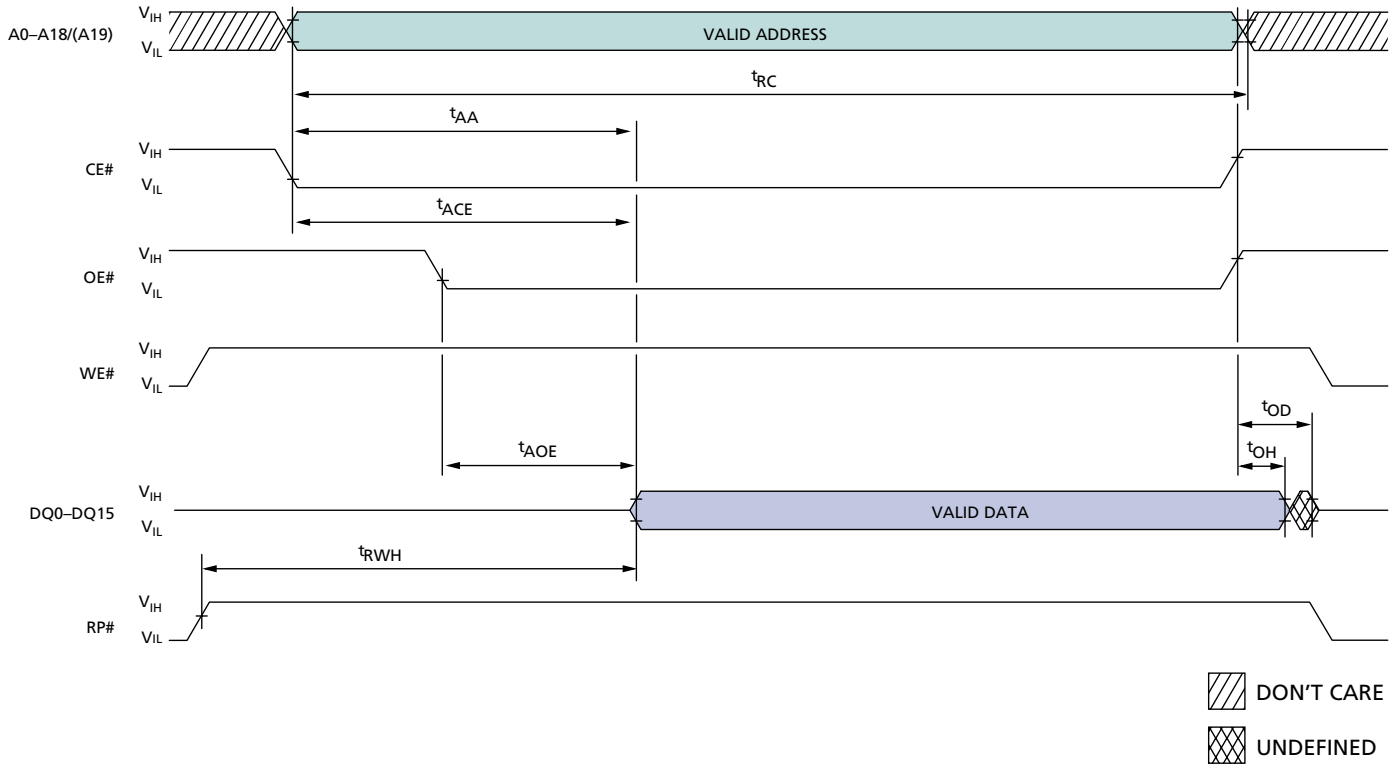 VIH
A0–A18/(A19)
VALID ADDRESS
VIL
tRC
tAA
VIH
CE#
VIL
tACE
VIH
OE#
VIL
VIH
WE#
VIL
tOD
tAOE
tOH
VIH
DQ0–DQ15
VALID DATA
VIL
tRWH
VIH
RP#
VIL
DON'T CARE
UNDEFINED